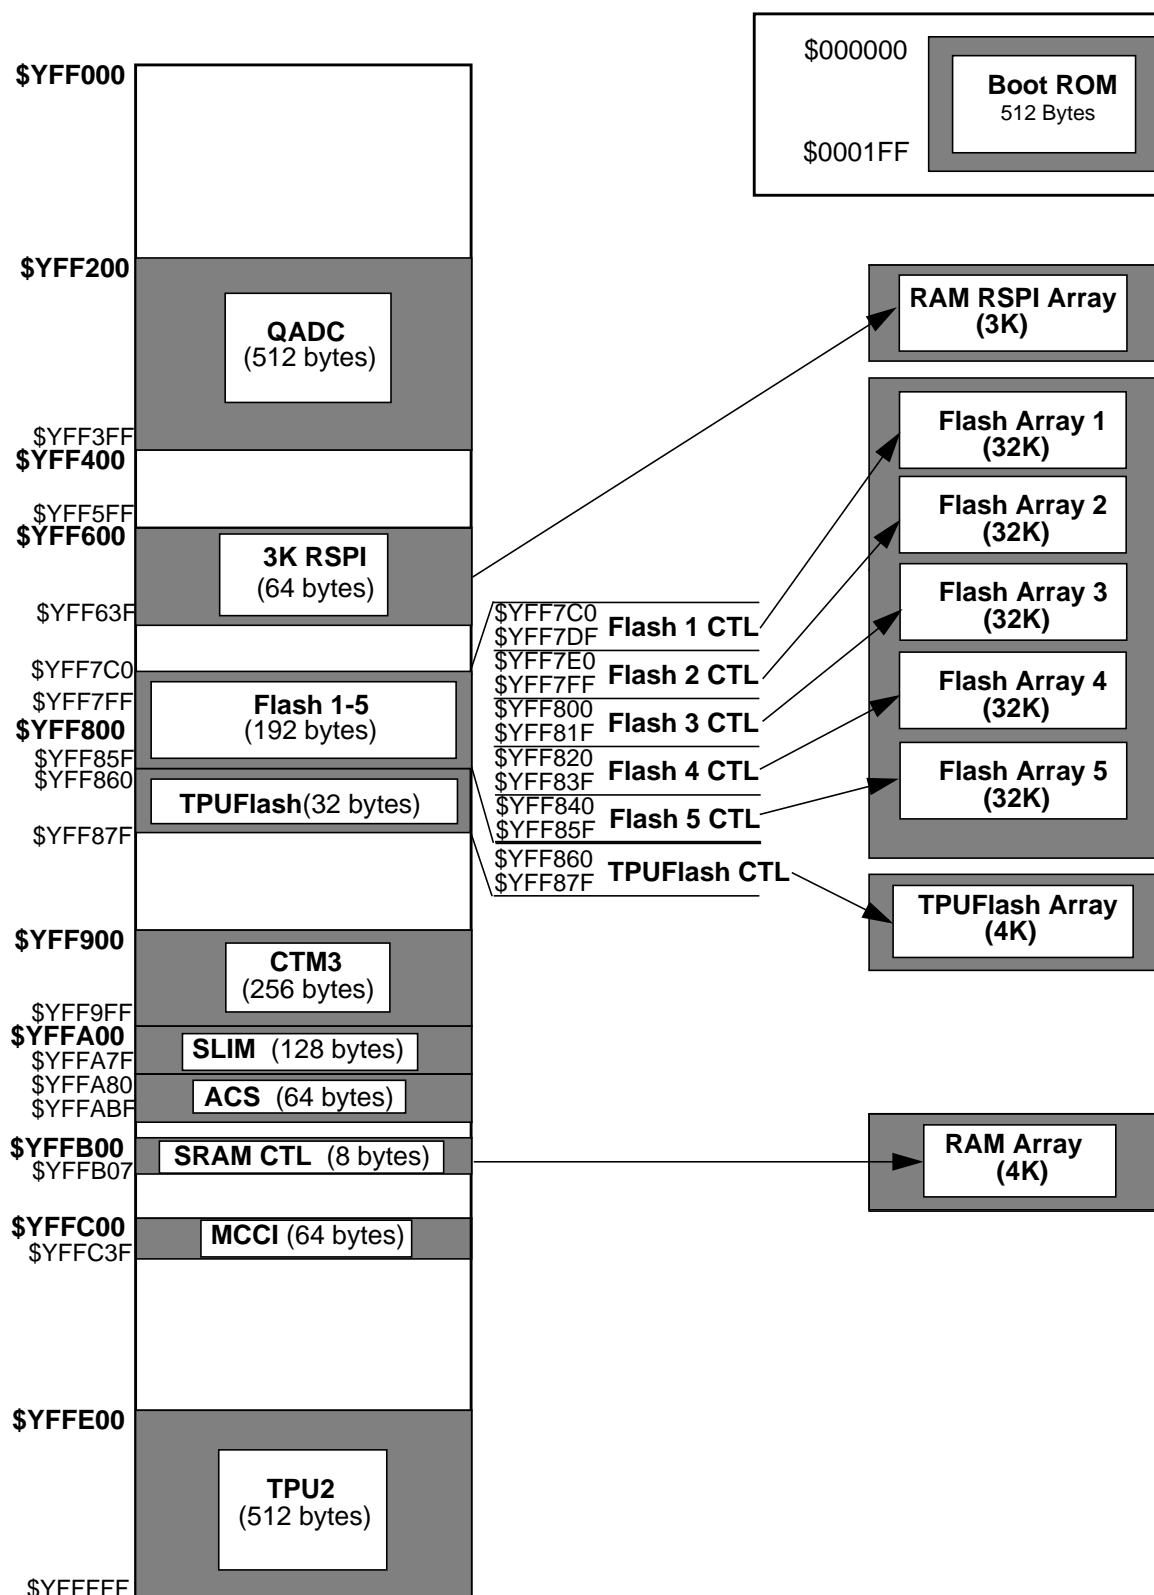 $000000
Boot ROM
512 Bytes
$0001FF
$YFF000
$YFF200
QADC
(512 bytes)
$YFF3FF
$YFF400
$YFF5FF
$YFF600
3K RSPI
(64 bytes)
$YFF63F
$YFF7C0
$YFF7FF
Flash 1-5
$YFF800
(192 bytes)
$YFF85F
$YFF860
TPUFlash(32 bytes)
$YFF87F
$YFF900
CTM3
(256 bytes)
$YFF9FF
$YFFA00
SLIM (128 bytes)
$YFFA7F
$YFFA80
ACS (64 bytes)
$YFFABF
$YFFB00
SRAM CTL (8 bytes)
$YFFB07
$YFFC00
MCCI (64 bytes)
$YFFC3F
$YFFE00
TPU2
(512 bytes)
$YFFFFF
$YFF7C0
$YFF7DF
Flash 1 CTL
$YFF7E0
$YFF7FF
Flash 2 CTL
$YFF800
$YFF81F
Flash 3 CTL
$YFF820
$YFF83F
Flash 4 CTL
$YFF840
$YFF85F
Flash 5 CTL
$YFF860
$YFF87F
TPUFlash CTL
RAM RSPI Array
(3K)
Flash Array 1
(32K)
Flash Array 2
(32K)
Flash Array 3
(32K)
Flash Array 4
(32K)
Flash Array 5
(32K)
TPUFlash Array
(4K)
RAM Array
(4K)